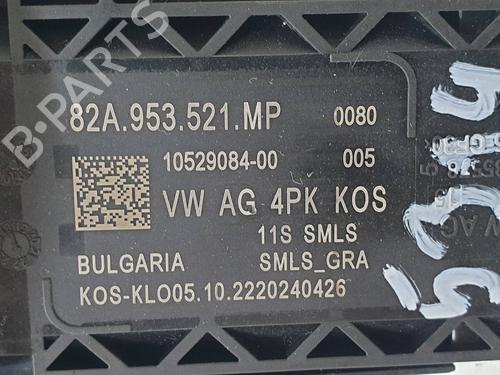 B-PARTS
82A.953.521.MP 0080
10529084-00 005
VW AG 4PK KOS
11S SMLS
BULGARIA SMLS_GRA
KOS-KLO05.10.2220240426